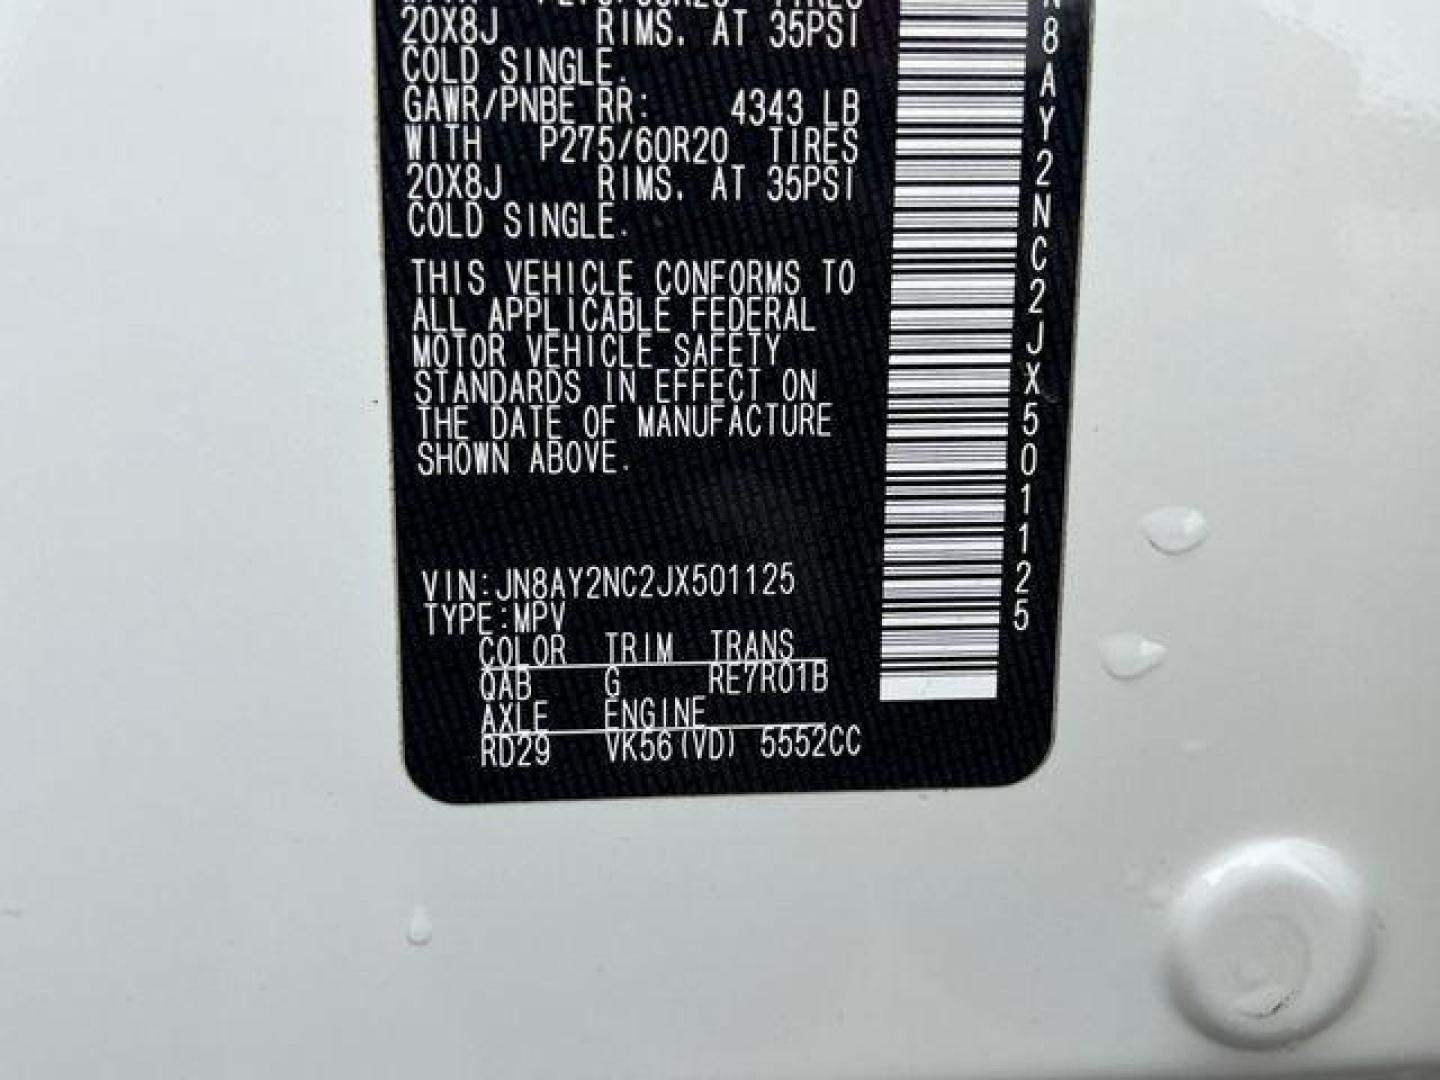 20X8J RIMS. AT 35PSI
COLD SINGLE.
GAWR/PNBE RR: 4343 LB
WITH P275/60R20 TIRES
20X8J RIMS. AT 35PSI
COLD SINGLE.
THIS VEHICLE CONFORMS TO
ALL APPLICABLE FEDERAL
MOTOR VEHICLE SAFETY
STANDARDS IN EFFECT ON
THE DATE OF MANUFACTURE
SHOWN ABOVE.
VIN:JN8AY2NC2JX501125
TYPE:MPV
COLOR TRIM TRANS
QAB G RE7R01B
AXLE ENGINE
RD29 VK56(VD) 5552CC
N8AY2NC2JX501125